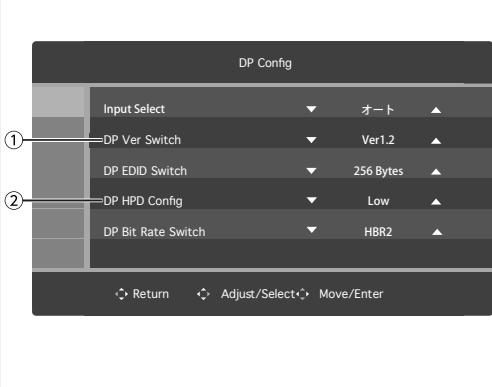 DP Config
Input Select オート
① DP Ver Switch Ver1.2
DP EDID Switch 256 Bytes
② DP HPD Config Low
DP Bit Rate Switch HBR2
Return Adjust/Select Move/Enter